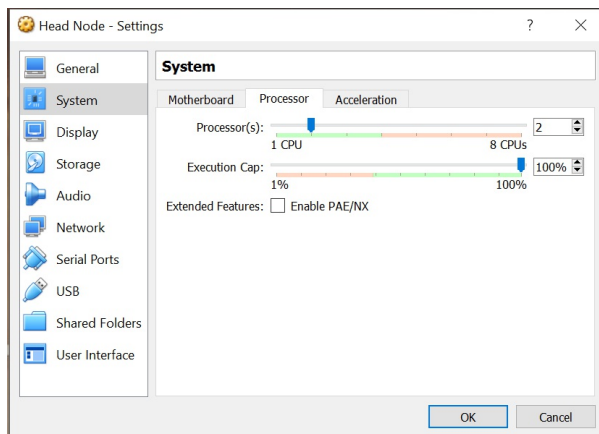 Head Node - Settings
?
General
System
Display
Storage
Audio
Network
Serial Ports
USB
Shared Folders
User Interface
System
Motherboard
Processor
Acceleration
Processor(s):
2
1 CPU
8 CPUs
Execution Cap:
100%
1%
100%
Extended Features:
Enable PAE/NX
OK
Cancel